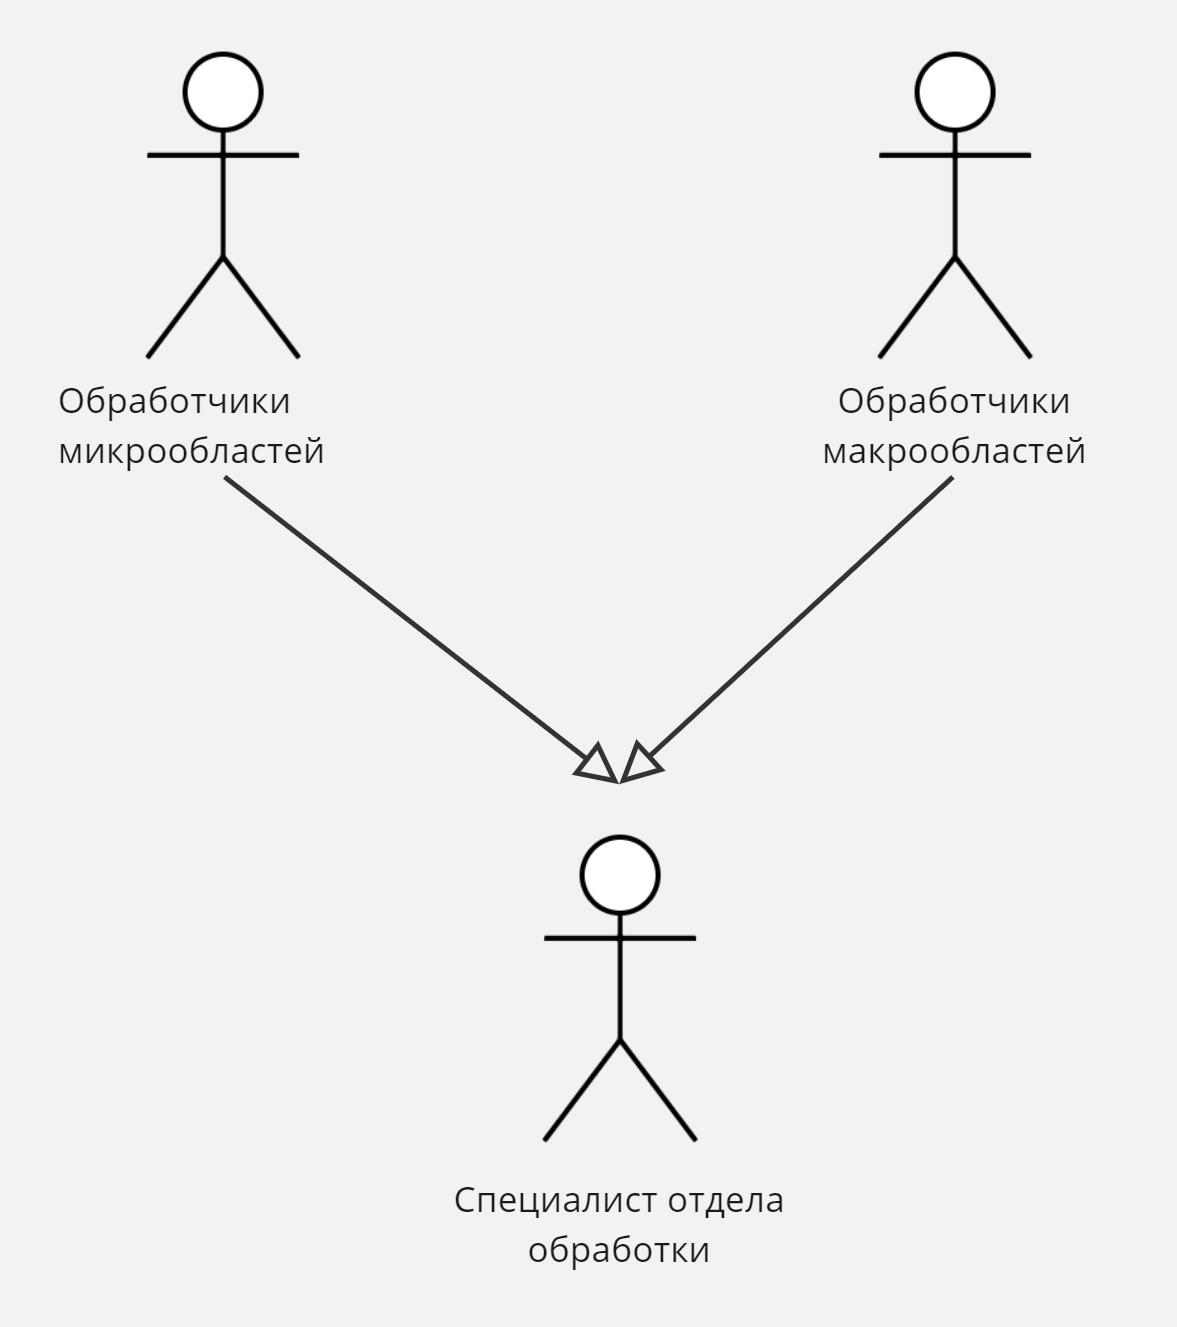 Обработчики
микрообластей
Обработчики
макрообластей
Специалист отдела
обработки